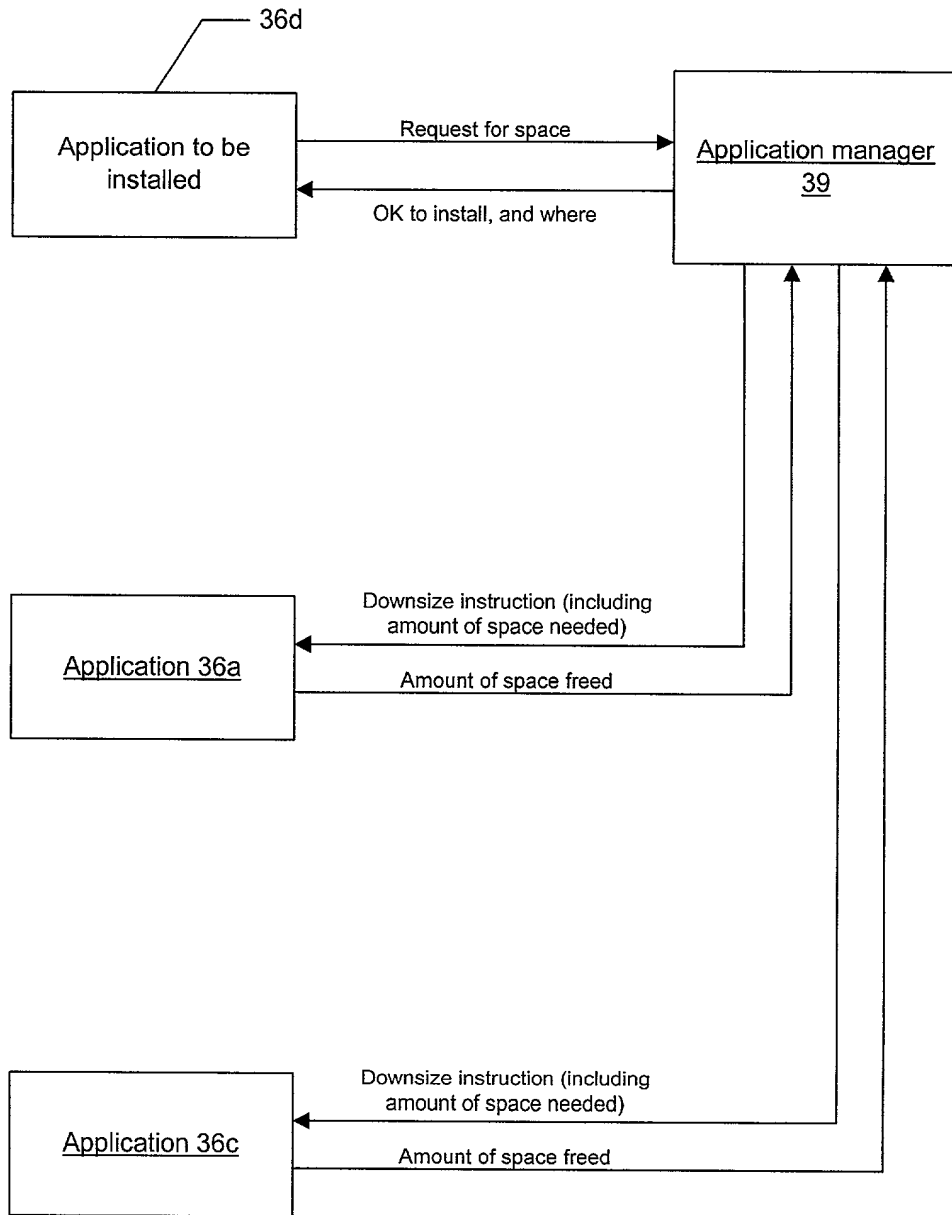 36d
Application to be
installed
Request for space
OK to install, and where
Application manager
39
Downsize instruction (including
amount of space needed)
Application 36a
Amount of space freed
Downsize instruction (including
amount of space needed)
Application 36c
Amount of space freed